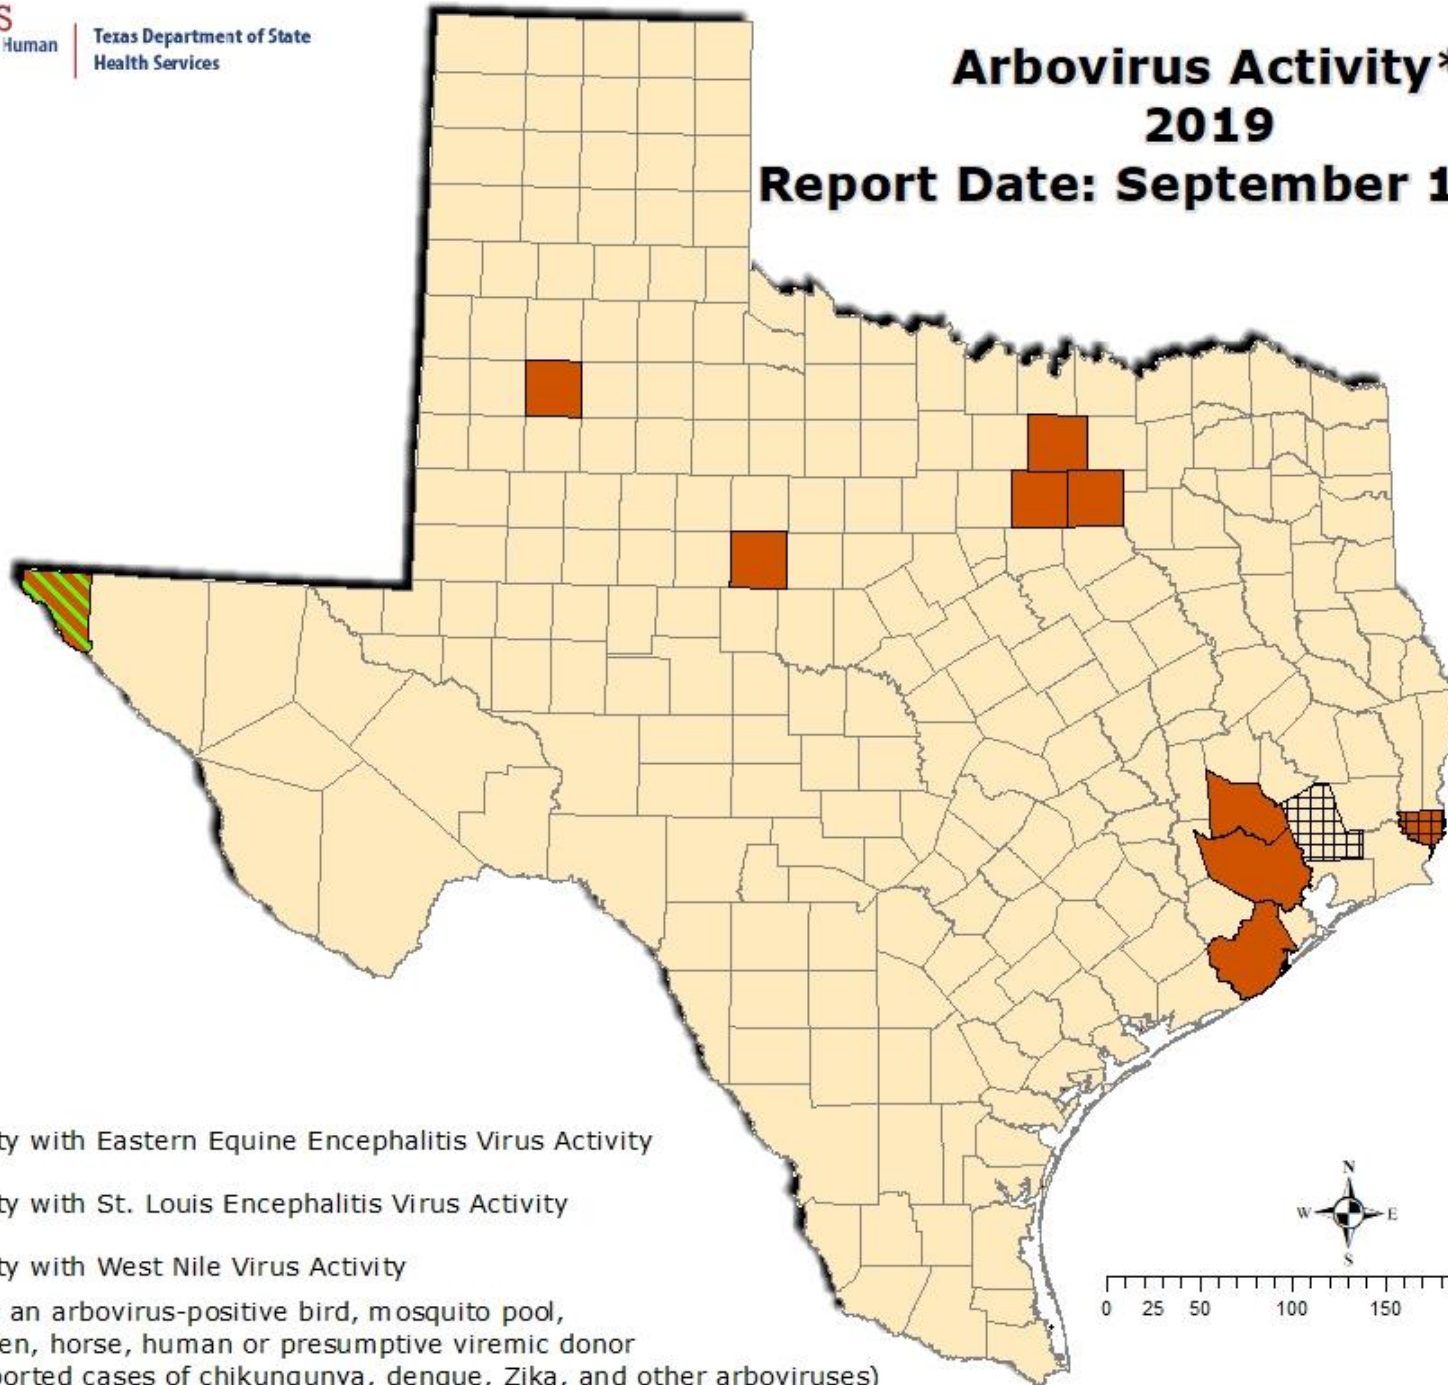 S
Human
Texas Department of State
Health Services
Arbovirus Activity*
2019
Report Date: September 1
ty with Eastern Equine Encephalitis Virus Activity
ty with St. Louis Encephalitis Virus Activity
ty with West Nile Virus Activity
an arbovirus-positive bird, mosquito pool,
en, horse, human or presumptive viremic donor
ported cases of chikungunya, dengue, Zika, and other arboviruses)
N
W E
S
0 25 50 100 150